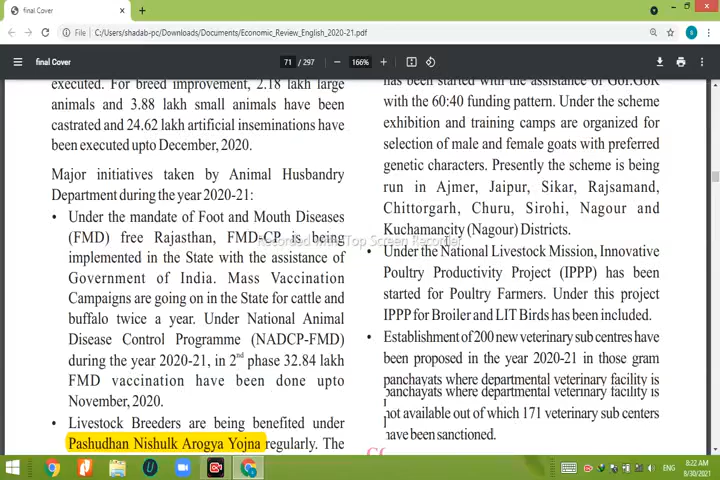 final Cover
File | C:/Users/shadab-pc/Downloads/Documents/Economic_Review_English_2020-21.pdf
final Cover
71 / 297
166%
executed. For breed improvement, 2.18 lakh large
animals and 3.88 lakh small animals have been
castrated and 24.62 lakh artificial inseminations have
been executed upto December, 2020.
Major initiatives taken by Animal Husbandry
Department during the year 2020-21:
• Under the mandate of Foot and Mouth Diseases
(FMD) free Rajasthan, FMD-CP is being
implemented in the State with the assistance of
Government of India. Mass Vaccination
Campaigns are going on in the State for cattle and
buffalo twice a year. Under National Animal
Disease Control Programme (NADCP-FMD)
during the year 2020-21, in 2nd phase 32.84 lakh
FMD vaccination have been done upto
November, 2020.
• Livestock Breeders are being benefited under
Pashudhan Nishulk Arogya Yojna regularly. The
has been started with the assistance of GoI:GoR
with the 60:40 funding pattern. Under the scheme
exhibition and training camps are organized for
selection of male and female goats with preferred
genetic characters. Presently the scheme is being
run in Ajmer, Jaipur, Sikar, Rajsamand,
Chittorgarh, Churu, Sirohi, Nagour and
Kuchamancity (Nagour) Districts.
• Under the National Livestock Mission, Innovative
Poultry Productivity Project (IPPP) has been
started for Poultry Farmers. Under this project
IPPP for Broiler and LIT Birds has been included.
• Establishment of 200 new veterinary sub centres have
been proposed in the year 2020-21 in those gram
panchayats where departmental veterinary facility is
panchayats where departmental veterinary facility is
not available out of which 171 veterinary sub centers
have been sanctioned.
Recorded with iTop Screen Recorder
8:22 AM
8/30/2021